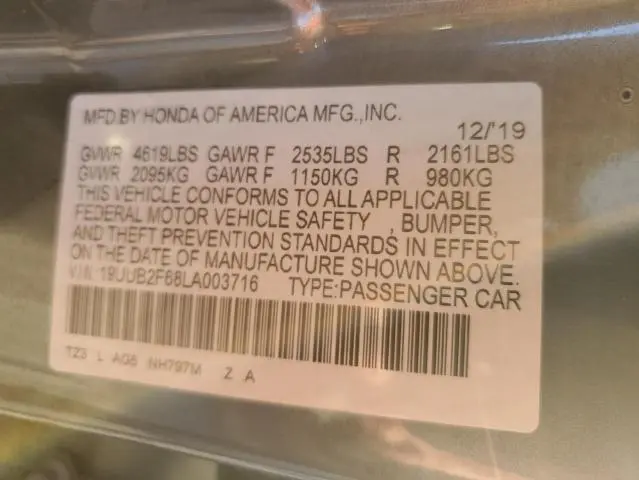 MFD.BY HONDA OF AMERICA MFG.,INC.
12/'19
GVWR 4619LBS GAWR F 2535LBS R 2161LBS
GVWR 2095KG GAWR F 1150KG R 980KG
THIS VEHICLE CONFORMS TO ALL APPLICABLE
FEDERAL MOTOR VEHICLE SAFETY , BUMPER,
AND THEFT PREVENTION STANDARDS IN EFFECT
ON THE DATE OF MANUFACTURE SHOWN ABOVE.
V.I.N. 19UUB2F68LA003716 TYPE:PASSENGER CAR
TZ3 L A08 NH797M Z A